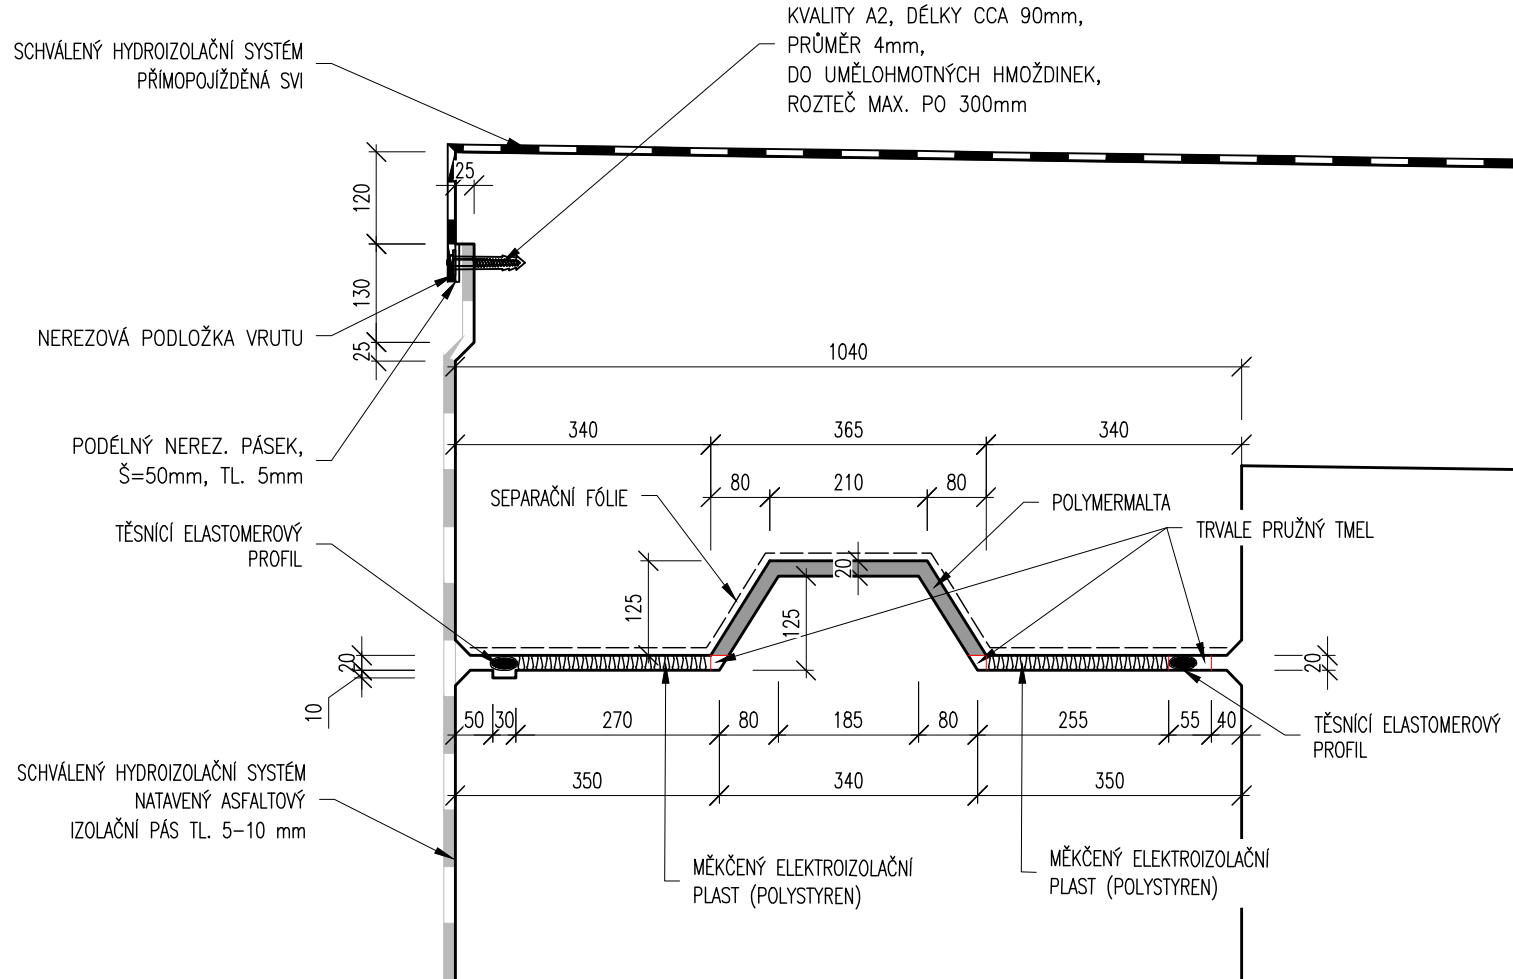 KVALITY A2, DÉLKY CCA 90mm,
PRŮMĚR 4mm,
DO UMĚLOHMOTNÝCH HMOŽDINEK,
ROZTEČ MAX. PO 300mm
SCHVÁLENÝ HYDROIZOLAČNÍ SYSTÉM
PŘÍMOPOJÍŽDĚNÁ SVI
25
120
130
25
NEREZOVÁ PODLOŽKA VRUTU
1040
PODÉLNÝ NEREZ. PÁSEK,
Š=50mm, TL. 5mm
340
365
340
80
210
80
SEPARAČNÍ FÓLIE
POLYMERMALTA
TRVALE PRUŽNÝ TMEL
TĚSNÍCÍ ELASTOMEROVÝ
PROFIL
20
125
125
20
10
20
50
30
270
80
185
80
255
55
40
TĚSNÍCÍ ELASTOMEROVÝ
PROFIL
350
340
350
SCHVÁLENÝ HYDROIZOLAČNÍ SYSTÉM
NATAVENÝ ASFALTOVÝ
IZOLAČNÍ PÁS TL. 5-10 mm
MĚKČENÝ ELEKTROIZOLAČNÍ
PLAST (POLYSTYREN)
MĚKČENÝ ELEKTROIZOLAČNÍ
PLAST (POLYSTYREN)